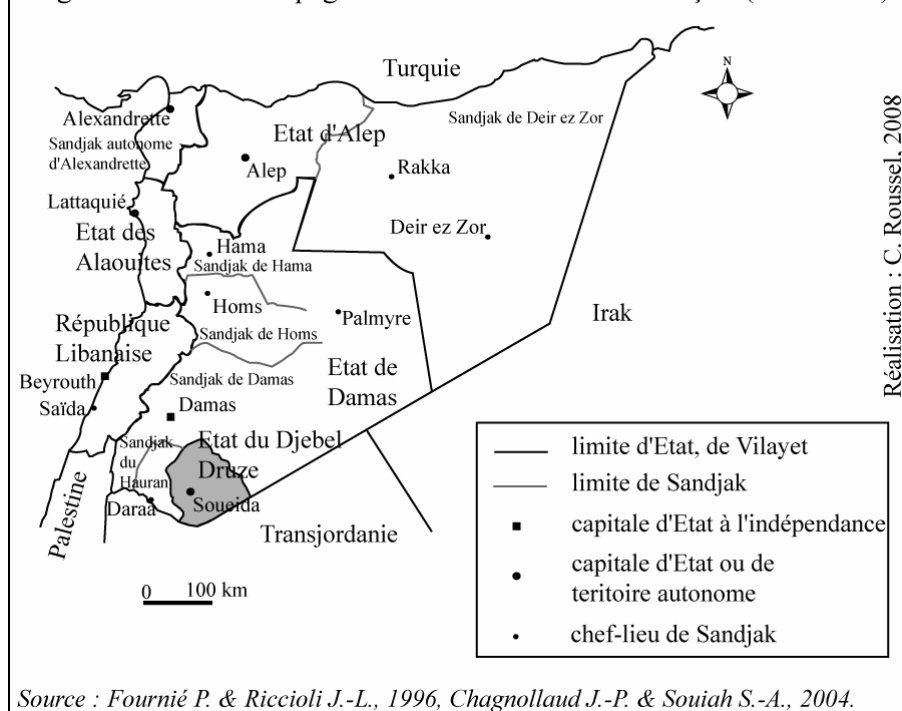 Turquie
N
Alexandrette
Sandjak autonome
d'Alexandrette
Etat d'Alep
Alep
Sandjak de Deir ez Zor
Rakka
Deir ez Zor
Lattaquié
Etat des
Alaouites
Hama
Sandjak de Hama
Homs
Sandjak de Homs
Palmyre
Irak
République
Libanaise
Beyrouth
Saïda
Sandjak de Damas
Damas
Etat de
Damas
Etat du Djebel
Druze
Soueida
Sandjak
du
Hauran
Daraa
Palestine
Transjordanie
0 100 km
limite d'Etat, de Vilayet
limite de Sandjak
capitale d'Etat à l'indépendance
capitale d'Etat ou de
teritoire autonome
chef-lieu de Sandjak
Réalisation : C. Roussel, 2008
Source : Fournié P. & Riccioli J.-L., 1996, Chagnollaud J.-P. & Souiah S.-A., 2004.